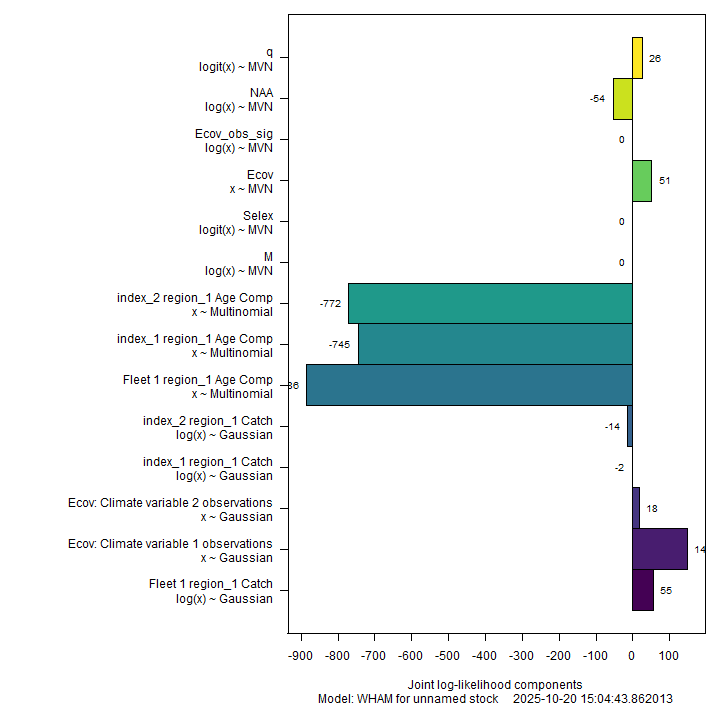 q
logit(x) ~ MVN
26
NAA
log(x) ~ MVN
-54
Ecov_obs_sig
log(x) ~ MVN
0
Ecov
x ~ MVN
51
Selex
logit(x) ~ MVN
0
M
log(x) ~ MVN
0
index_2 region_1 Age Comp
x ~ Multinomial
-772
index_1 region_1 Age Comp
x ~ Multinomial
-745
Fleet 1 region_1 Age Comp
x ~ Multinomial
index_2 region_1 Catch
log(x) ~ Gaussian
-14
index_1 region_1 Catch
log(x) ~ Gaussian
-2
Ecov: Climate variable 2 observations
x ~ Gaussian
18
Ecov: Climate variable 1 observations
x ~ Gaussian
14
Fleet 1 region_1 Catch
log(x) ~ Gaussian
55
-900 -800 -700 -600 -500 -400 -300 -200 -100 0 100
Joint log-likelihood components
Model: WHAM for unnamed stock 2025-10-20 15:04:43.862013